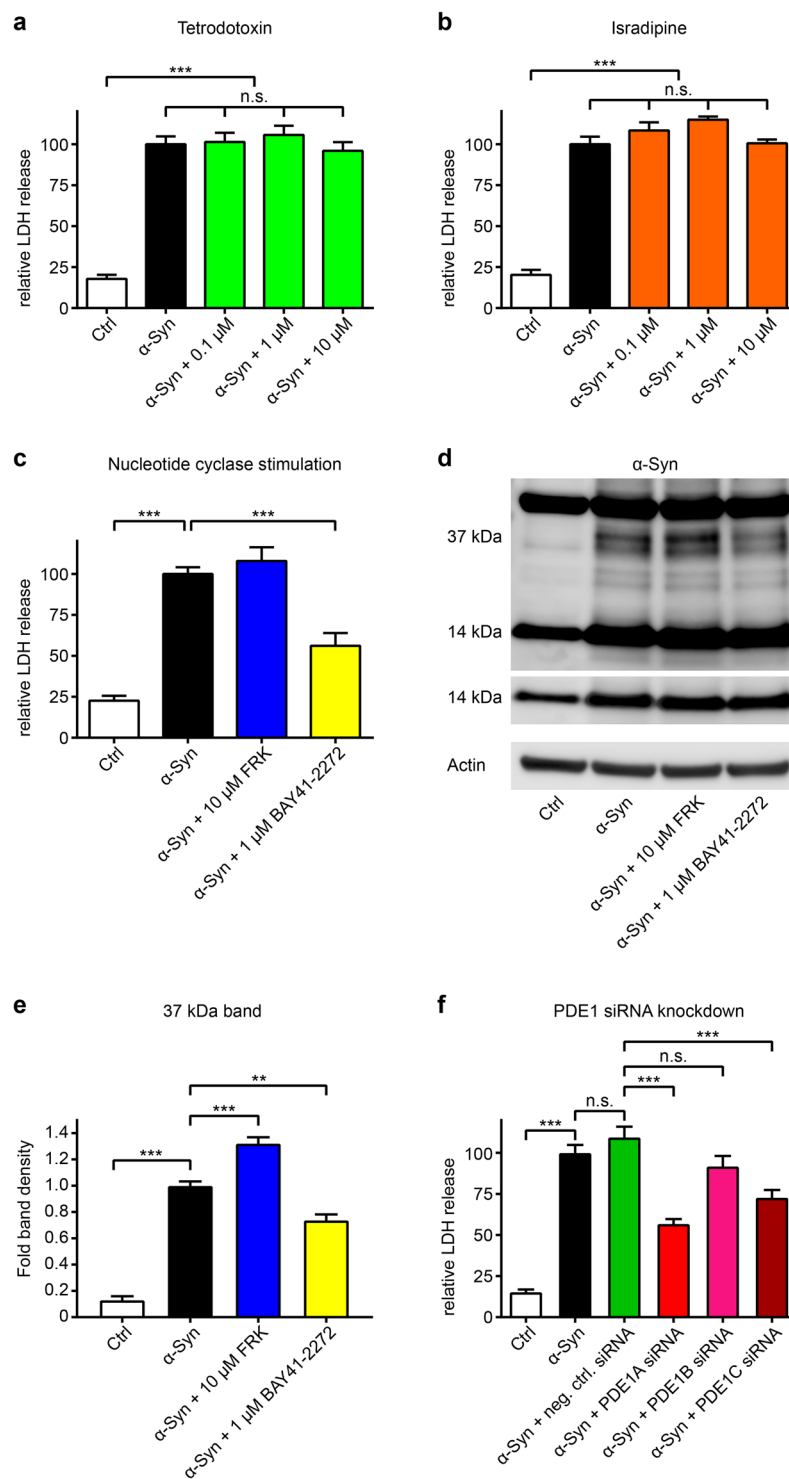 a
Tetrodotoxin
***
n.s.
relative LDH release
100
75
50
25
0
Ctrl
α-Syn
α-Syn + 0.1 µM
α-Syn + 1 µM
α-Syn + 10 µM
b
Isradipine
***
n.s.
relative LDH release
100
75
50
25
0
Ctrl
α-Syn
α-Syn + 0.1 µM
α-Syn + 1 µM
α-Syn + 10 µM
c
Nucleotide cyclase stimulation
***
***
relative LDH release
100
75
50
25
0
Ctrl
α-Syn
α-Syn + 10 µM FRK
α-Syn + 1 µM BAY41-2272
d
α-Syn
37 kDa
14 kDa
14 kDa
Actin
Ctrl
α-Syn
α-Syn + 10 µM FRK
α-Syn + 1 µM BAY41-2272
e
37 kDa band
**
***
***
Fold band density
1.4
1.2
1.0
0.8
0.6
0.4
0.2
0
Ctrl
α-Syn
α-Syn + 10 µM FRK
α-Syn + 1 µM BAY41-2272
f
PDE1 siRNA knockdown
***
n.s.
***
n.s.
***
relative LDH release
100
75
50
25
0
Ctrl
α-Syn
α-Syn + neg. ctrl. siRNA
α-Syn + PDE1A siRNA
α-Syn + PDE1B siRNA
α-Syn + PDE1C siRNA